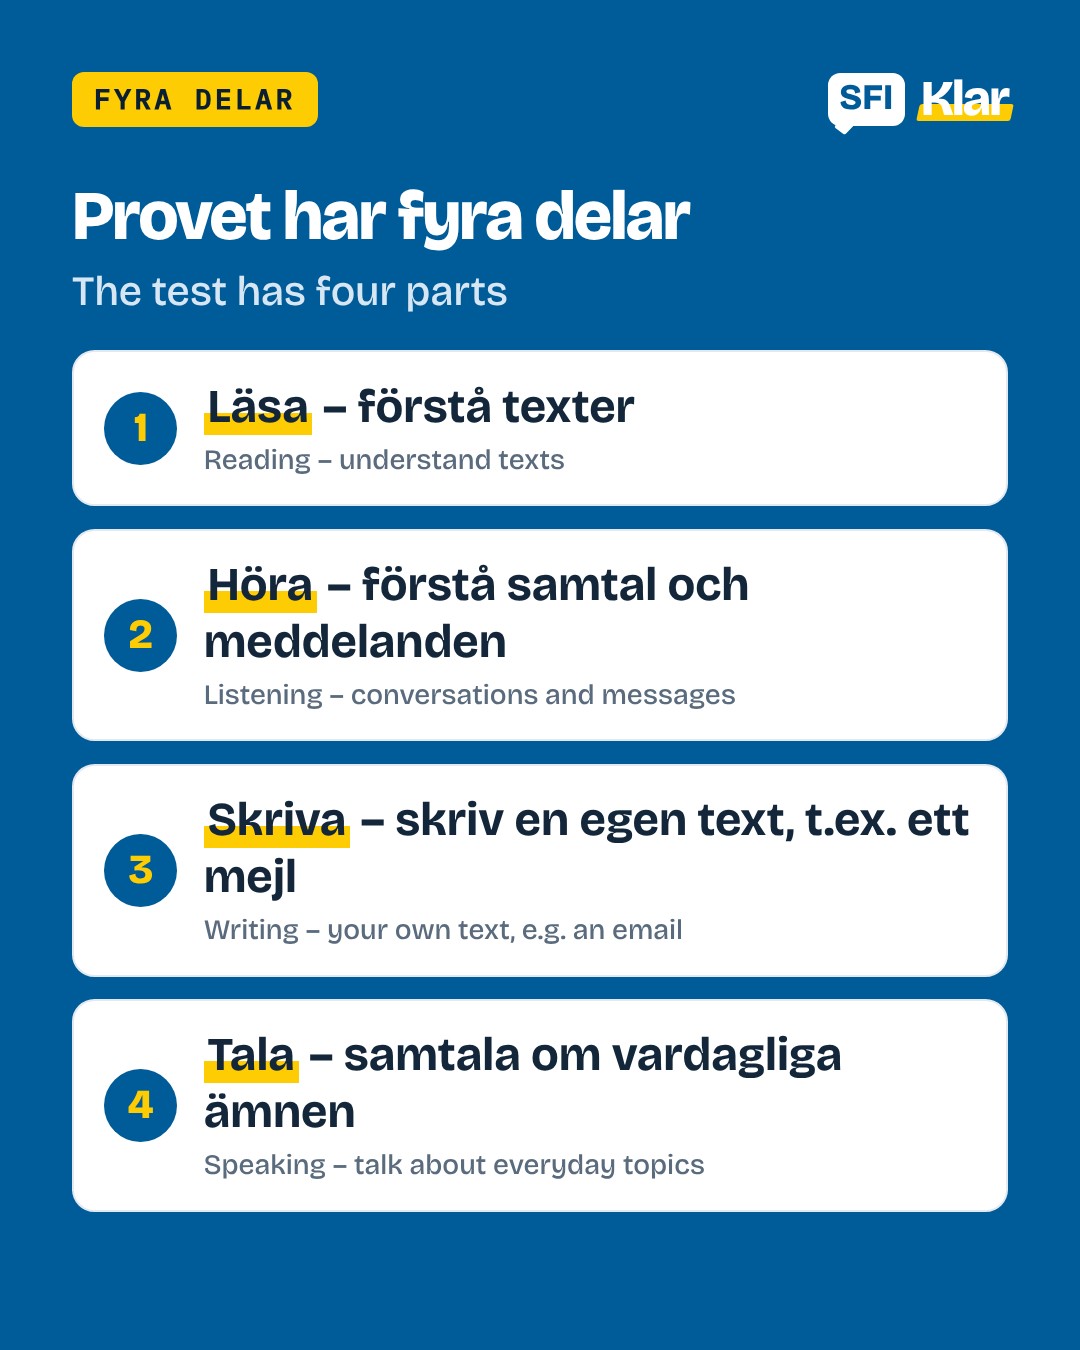 FYRA DELAR
SFI Klar
Provet har fyra delar
The test has four parts
1
Läsa – förstå texter
Reading – understand texts
2
Höra – förstå samtal och
meddelanden
Listening – conversations and messages
3
Skriva – skriv en egen text, t.ex. ett
mejl
Writing – your own text, e.g. an email
4
Tala – samtala om vardagliga
ämnen
Speaking – talk about everyday topics